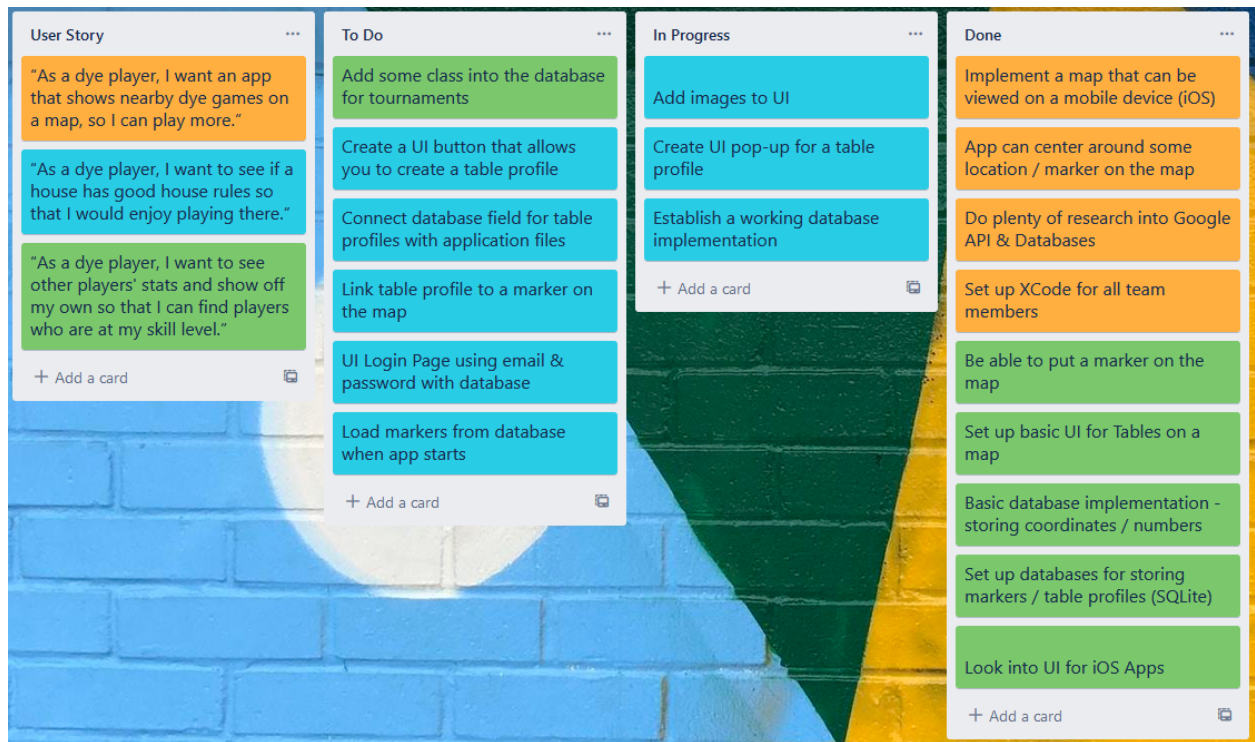 User Story
“As a dye player, I want an app
that shows nearby dye games on
a map, so I can play more.”
“As a dye player, I want to see if a
house has good house rules so
that I would enjoy playing there.”
“As a dye player, I want to see
other players' stats and show off
my own so that I can find players
who are at my skill level.”
+ Add a card
To Do
Add some class into the database
for tournaments
Create a UI button that allows
you to create a table profile
Connect database field for table
profiles with application files
Link table profile to a marker on
the map
UI Login Page using email &
password with database
Load markers from database
when app starts
+ Add a card
In Progress
Add images to UI
Create UI pop-up for a table
profile
Establish a working database
implementation
+ Add a card
Done
Implement a map that can be
viewed on a mobile device (iOS)
App can center around some
location / marker on the map
Do plenty of research into Google
API & Databases
Set up XCode for all team
members
Be able to put a marker on the
map
Set up basic UI for Tables on a
map
Basic database implementation -
storing coordinates / numbers
Set up databases for storing
markers / table profiles (SQLite)
Look into UI for iOS Apps
+ Add a card